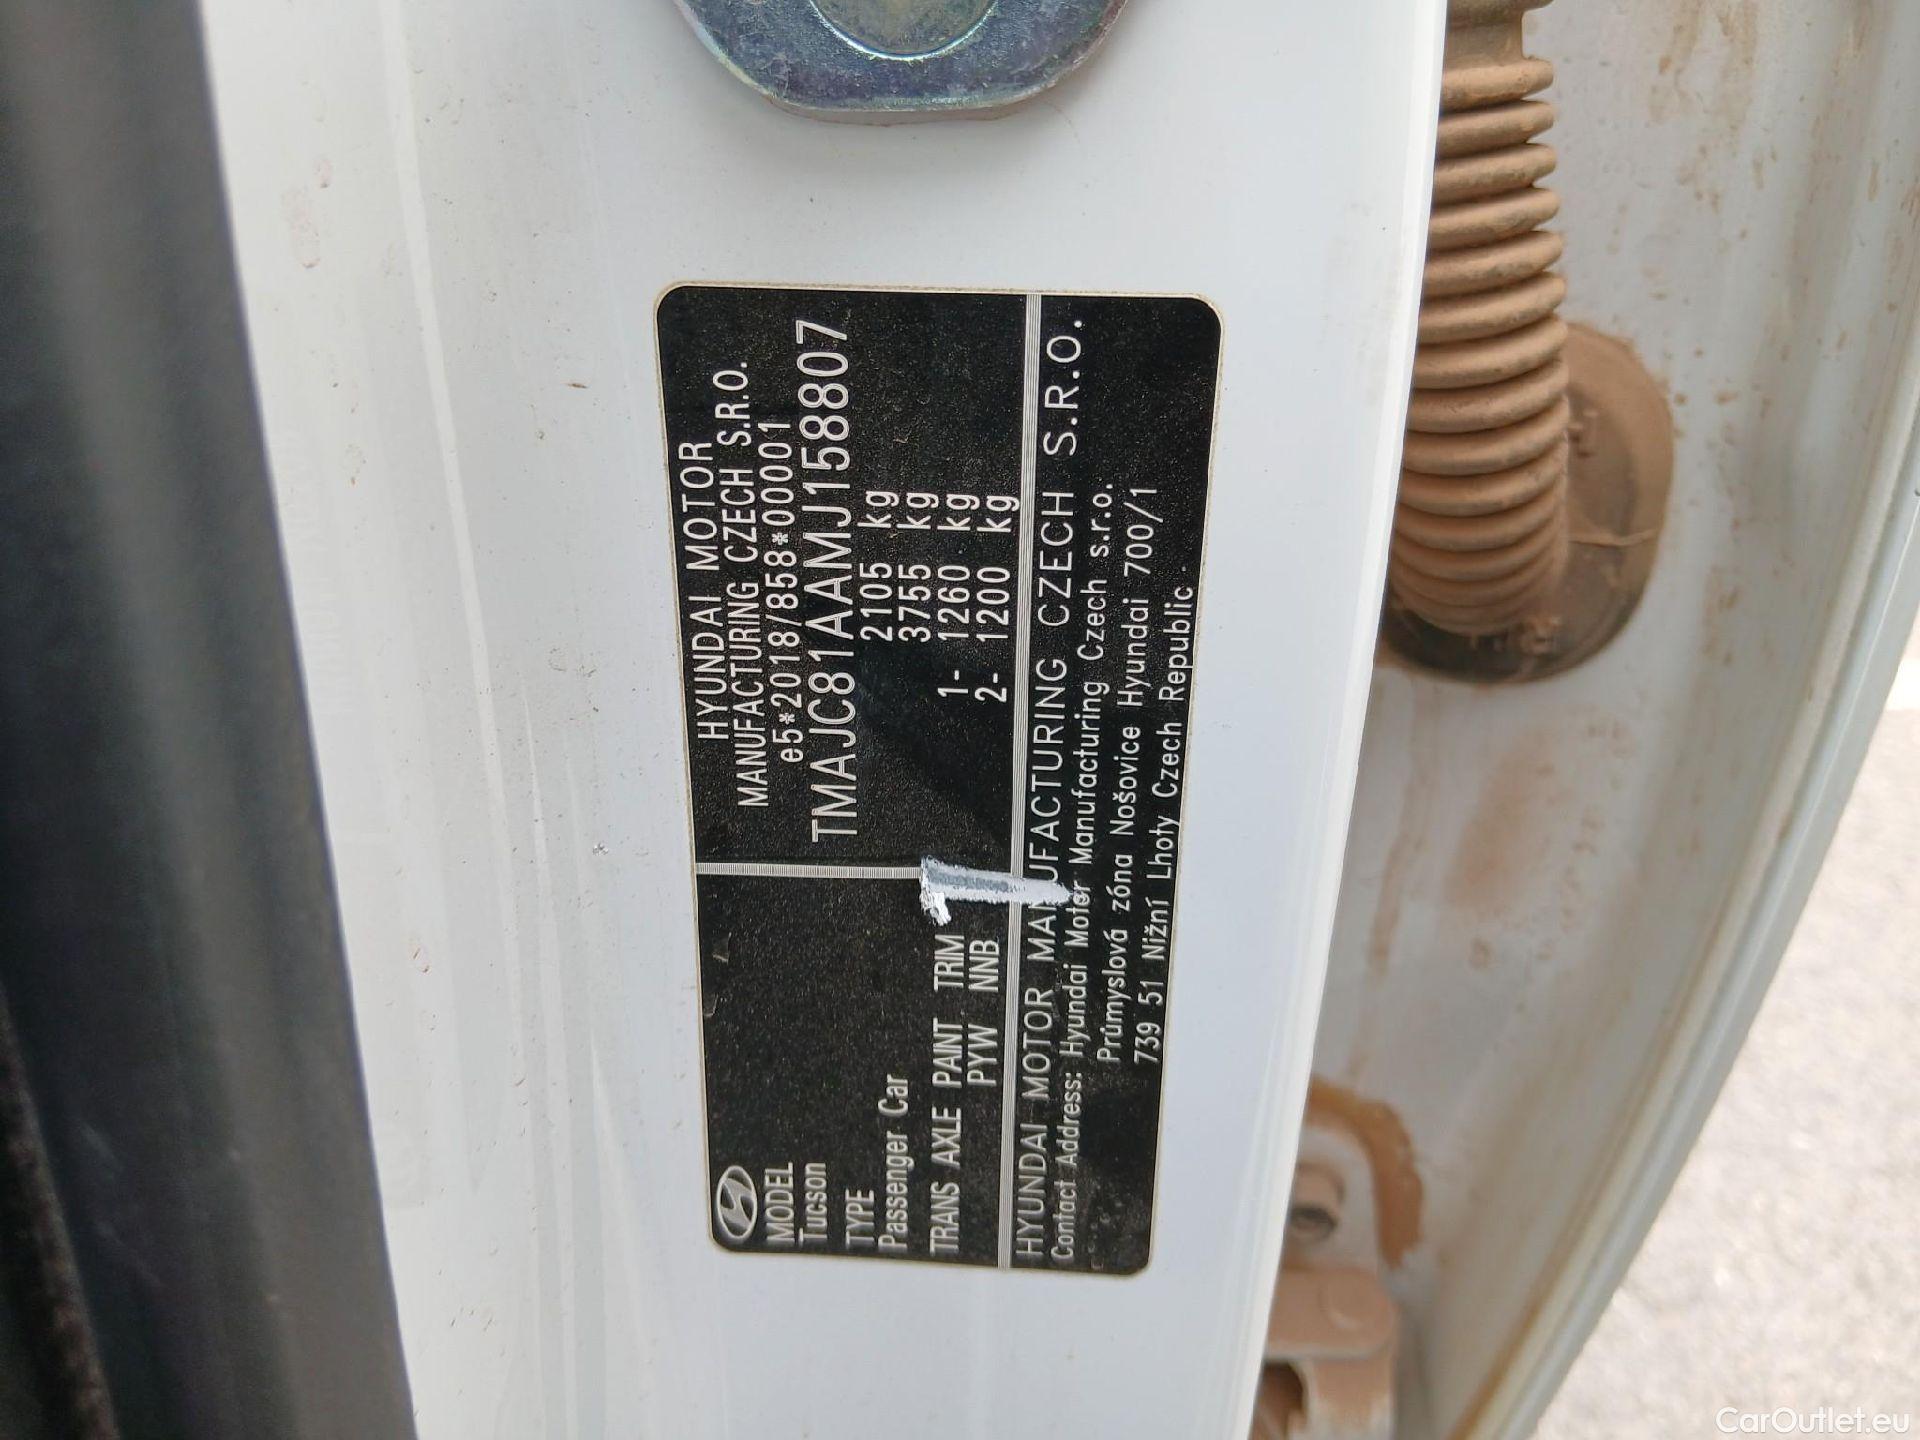 MODEL
Tucson
TYPE
Passenger Car
TRANS AXLE PAINT TRIM
PYW NNB
HYUNDAI MOTOR
MANUFACTURING CZECH S.R.O.
e5*2018/858*00001
TMAJC81AAMJ158807
2105 kg
3755 kg
1- 1260 kg
2- 1200 kg
HYUNDAI MOTOR MANUFACTURING CZECH S.R.O.
Contact Address: Hyundai Motor Manufacturing Czech s.r.o.
Průmyslová zóna Nošovice Hyundai 700/1
739 51 Nižní Lhoty Czech Republic
CarOutlet.eu